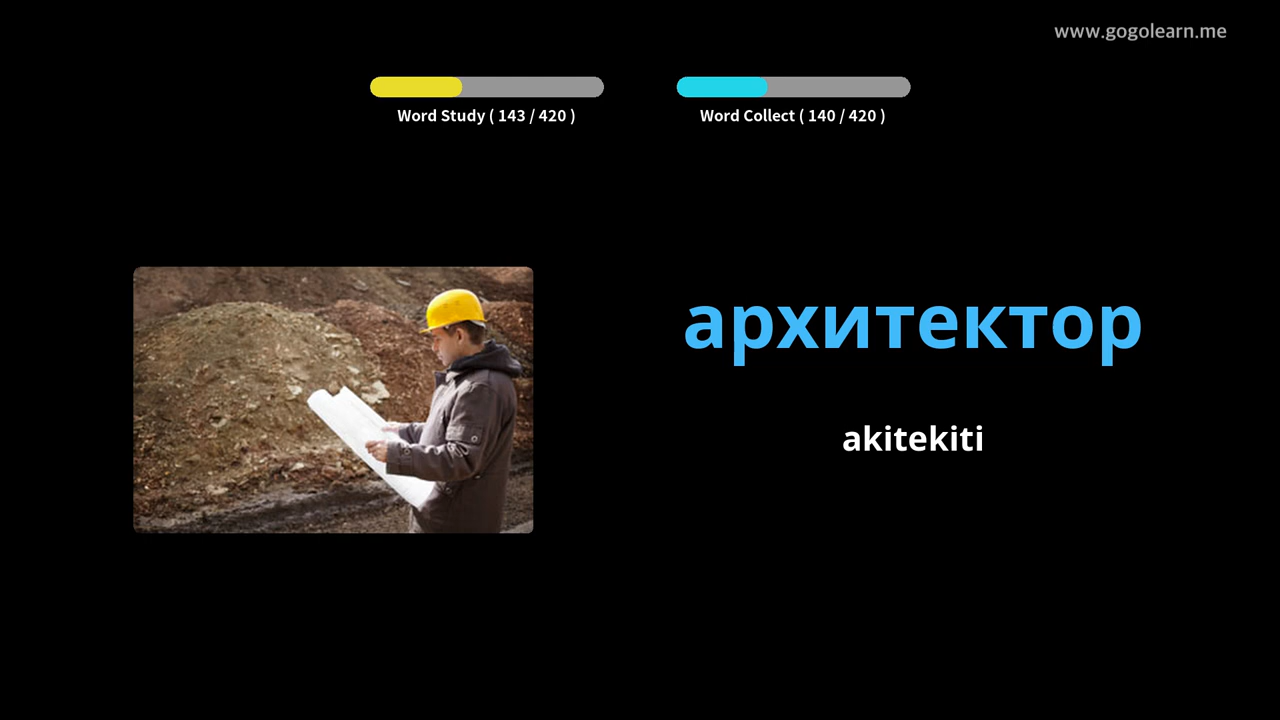 www.gogolearn.me
Word Study ( 143 / 420 )
Word Collect ( 140 / 420 )
архитектор
akitekiti